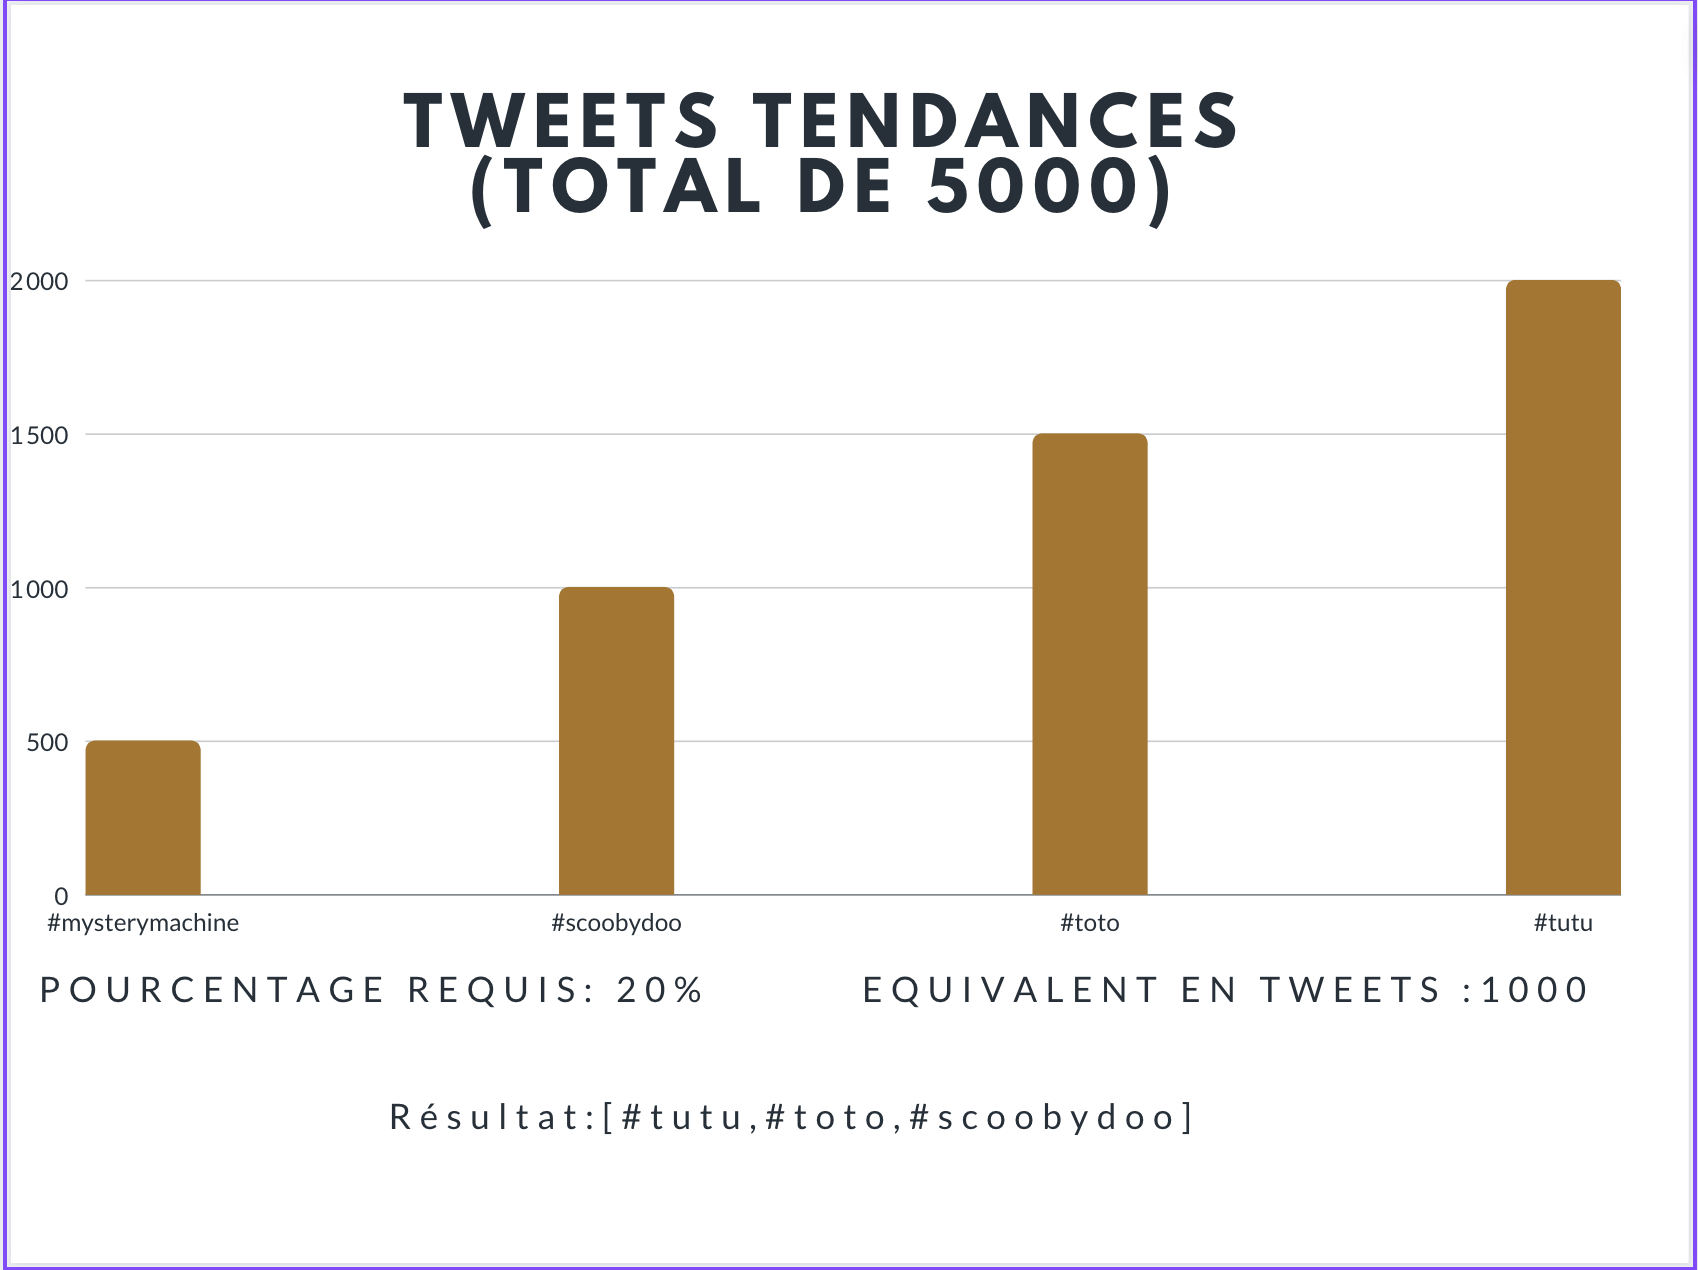 TWEETS TENDANCES
(TOTAL DE 5000)
2000
1500
1000
500
0
#mysterymachine #scoobydoo #toto #tutu
POURCENTAGE REQUIS: 20% EQUIVALENT EN TWEETS :1000
Résultat:[#tutu,#toto,#scoobydoo]